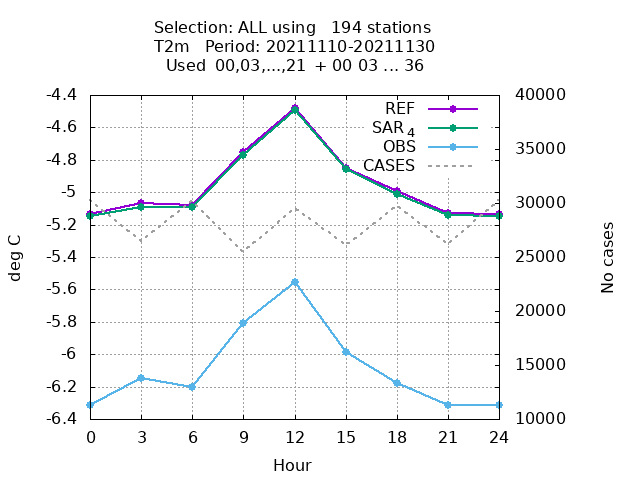 Selection: ALL using   194 stations
T2m   Period: 20211110-20211130
Used  00,03,...,21  + 00 03 ... 36
-4.4
-4.6
-4.8
-5
-5.2
-5.4
-5.6
-5.8
-6
-6.2
-6.4
40000
35000
30000
25000
20000
15000
10000
REF
SAR 4
OBS
CASES
deg C
No cases
0 3 6 9 12 15 18 21 24
Hour